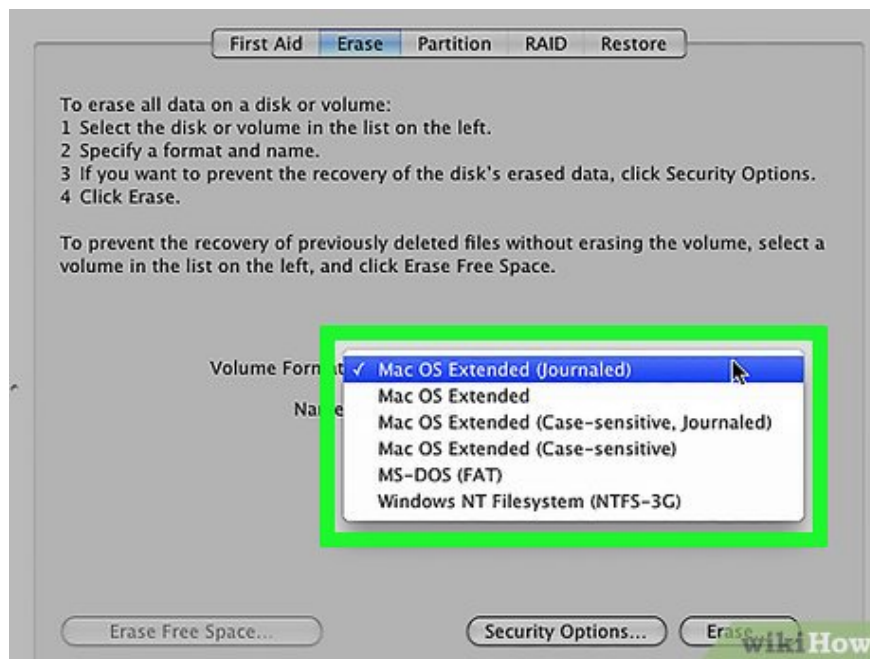 First Aid Erase Partition RAID Restore
To erase all data on a disk or volume:
1 Select the disk or volume in the list on the left.
2 Specify a format and name.
3 If you want to prevent the recovery of the disk's erased data, click Security Options.
4 Click Erase.
To prevent the recovery of previously deleted files without erasing the volume, select a
volume in the list on the left, and click Erase Free Space.
Volume Format ✓ Mac OS Extended (Journaled)
Name Mac OS Extended
Mac OS Extended (Case-sensitive, Journaled)
Mac OS Extended (Case-sensitive)
MS-DOS (FAT)
Windows NT Filesystem (NTFS-3G)
Erase Free Space... Security Options... Erase...
wikiHow